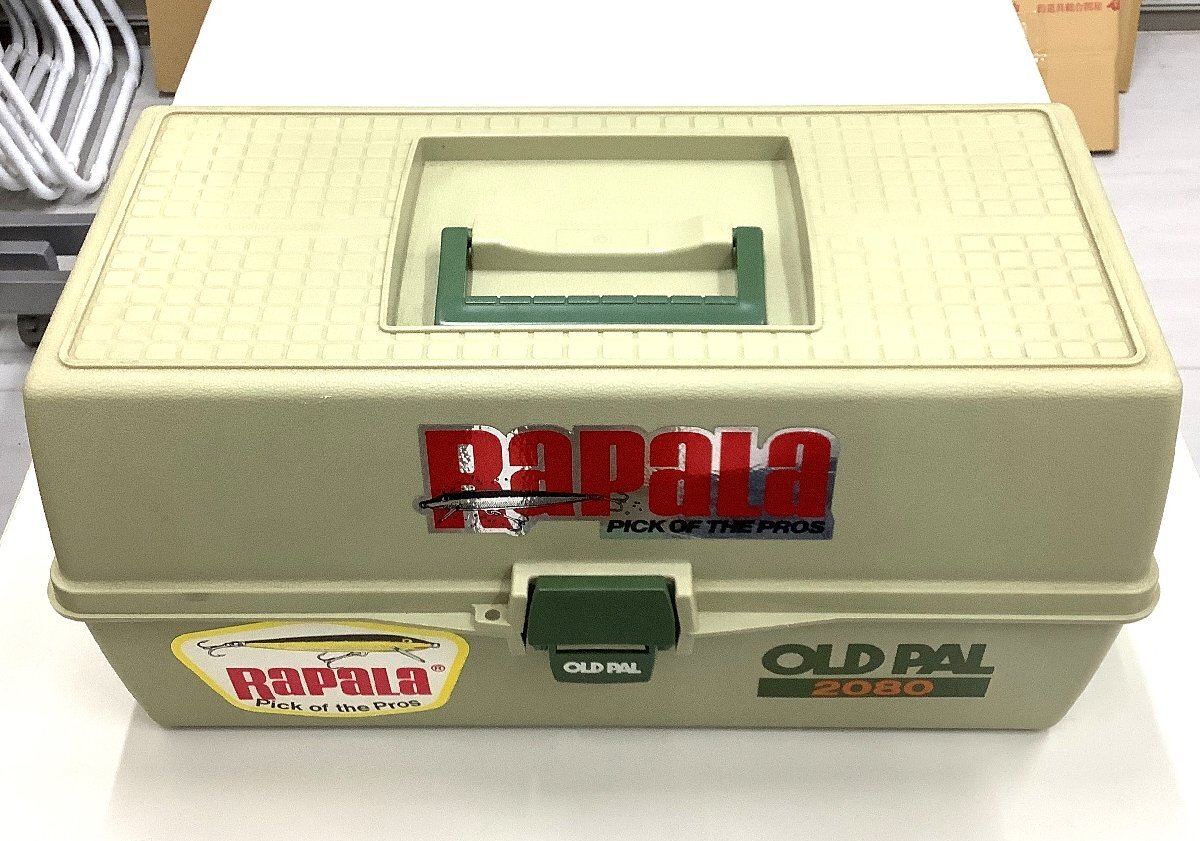 RAPALA
PICK OF THE PROS
OLD PAL
RAPALA®
Pick of the Pros
OLD PAL
2080